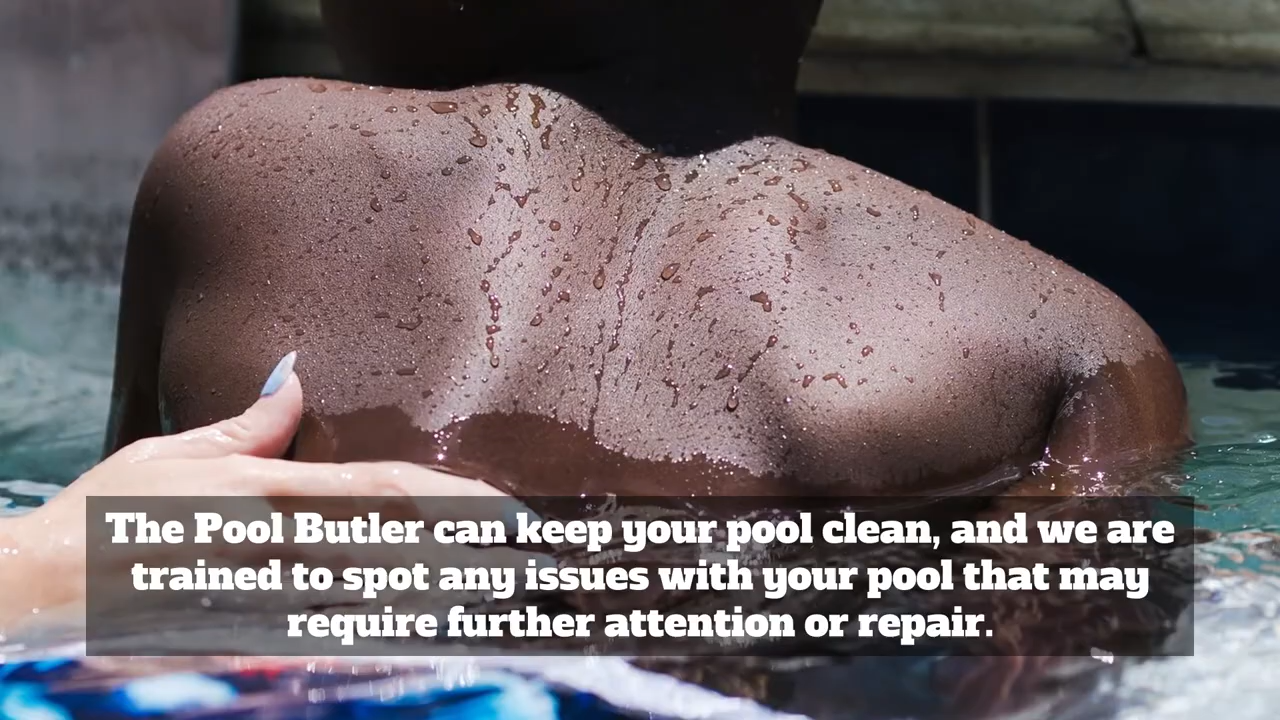 The Pool Butler can keep your pool clean, and we are
trained to spot any issues with your pool that may
require further attention or repair.